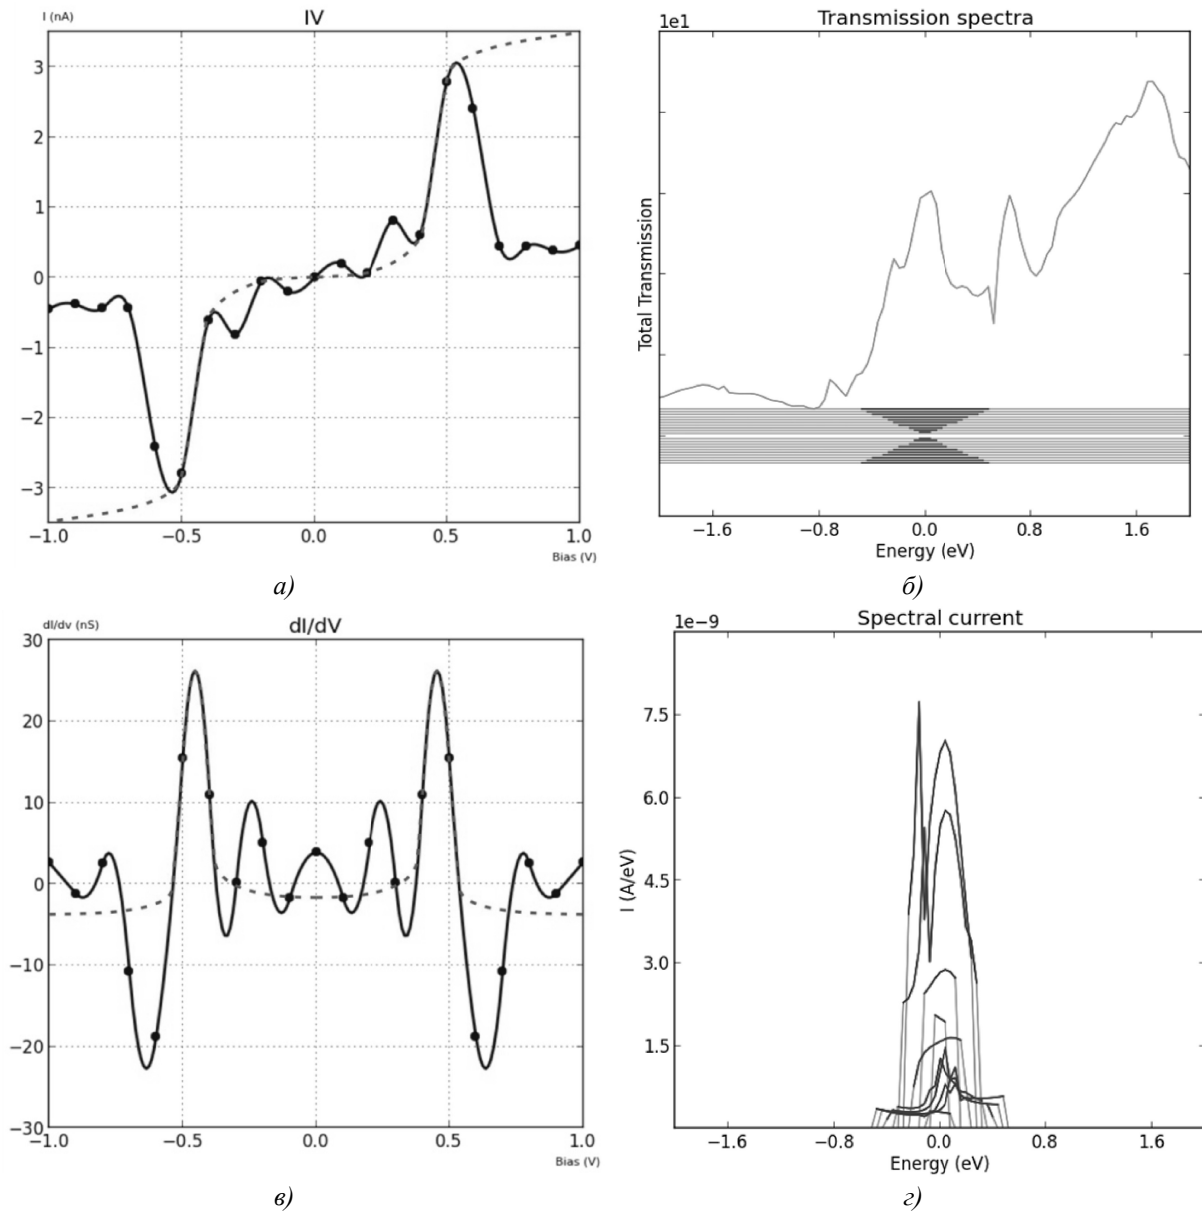 I (nA)
IV
3
2
1
0
−1
−2
−3
−1.0 −0.5 0.0 0.5 1.0
Bias (V)
а)
1e1
Transmission spectra
Total Transmission
−1.6 −0.8 0.0 0.8 1.6
Energy (eV)
б)
dI/dv (nS)
dI/dV
30
20
10
0
−10
−20
−30
−1.0 −0.5 0.0 0.5 1.0
Bias (V)
в)
1e−9
Spectral current
7.5
6.0
4.5
3.0
1.5
I (A/eV)
−1.6 −0.8 0.0 0.8 1.6
Energy (eV)
г)